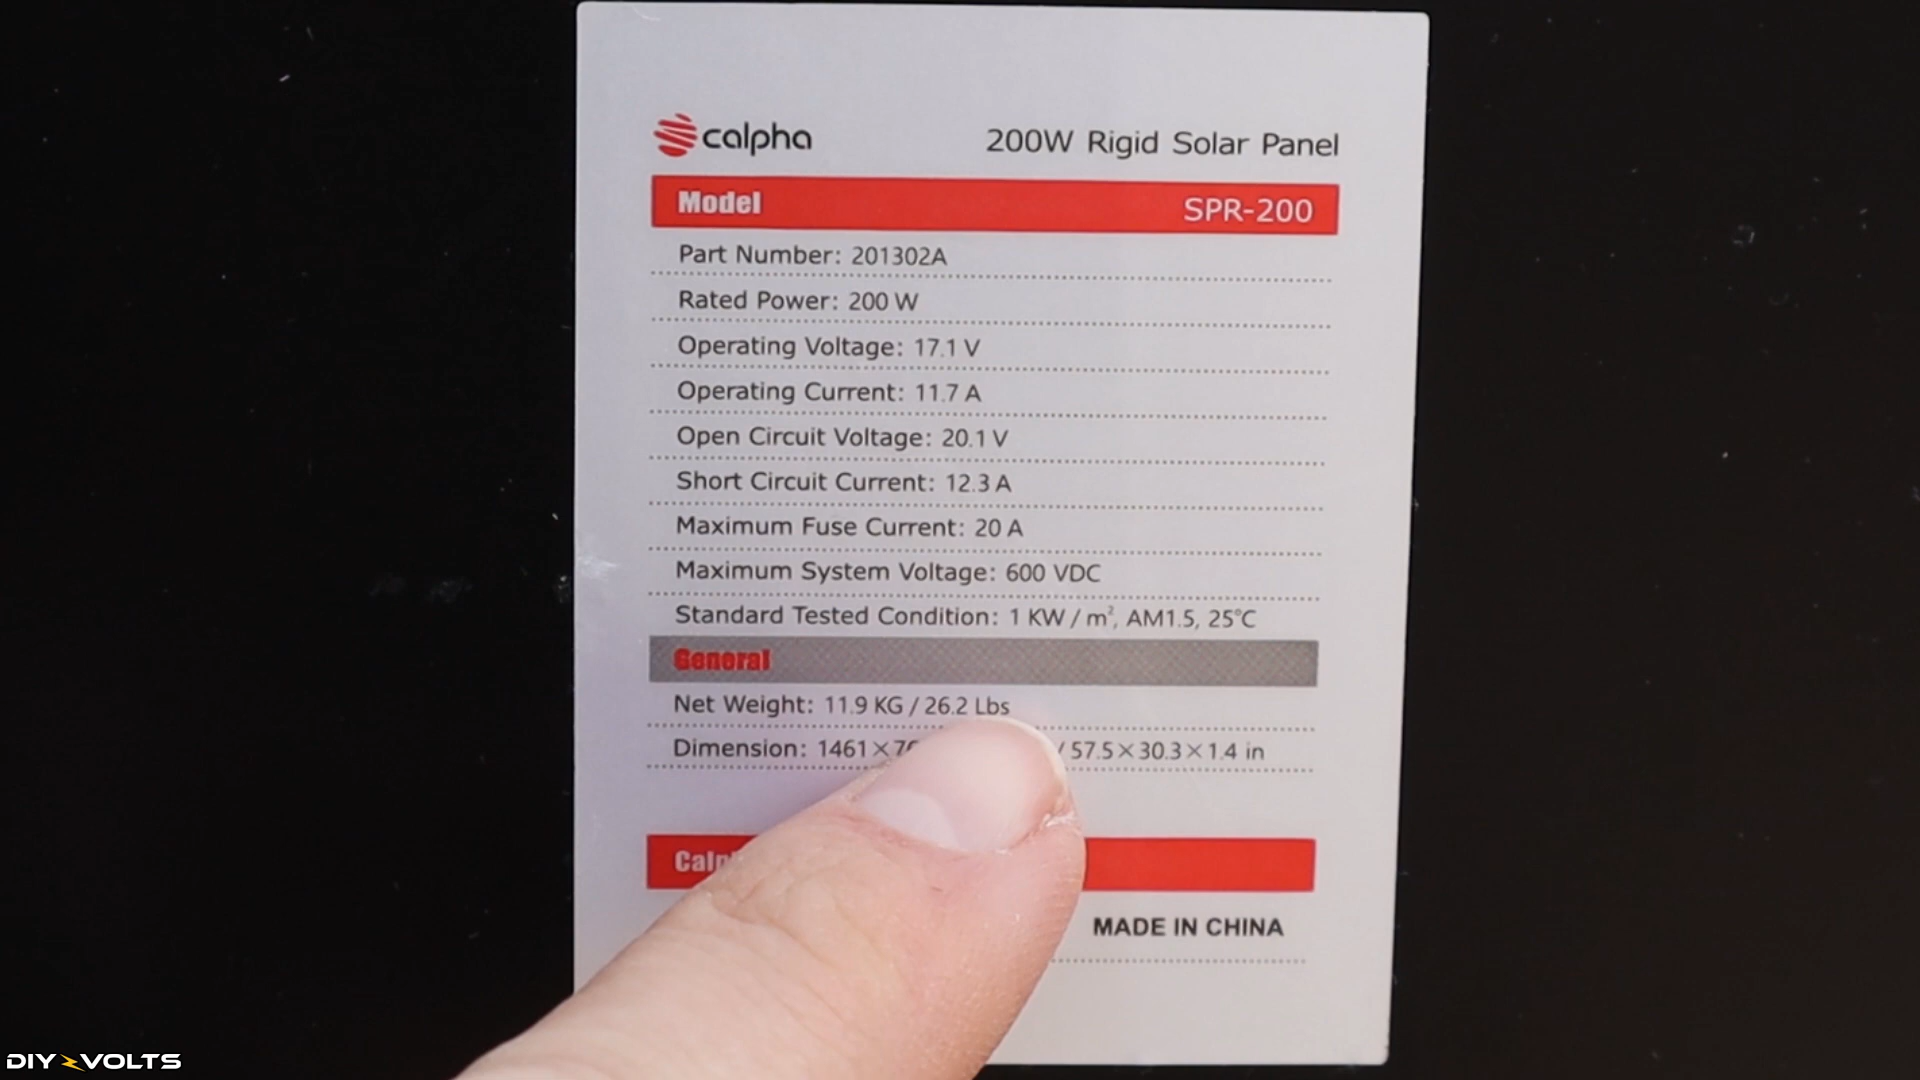 calpha
200W Rigid Solar Panel
Model SPR-200
Part Number: 201302A
Rated Power: 200 W
Operating Voltage: 17.1 V
Operating Current: 11.7 A
Open Circuit Voltage: 20.1 V
Short Circuit Current: 12.3 A
Maximum Fuse Current: 20 A
Maximum System Voltage: 600 VDC
Standard Tested Condition: 1 KW / m², AM1.5, 25℃
General
Net Weight: 11.9 KG / 26.2 Lbs
Dimension: 1461×7 / 57.5×30.3×1.4 in
MADE IN CHINA
DIY VOLTS